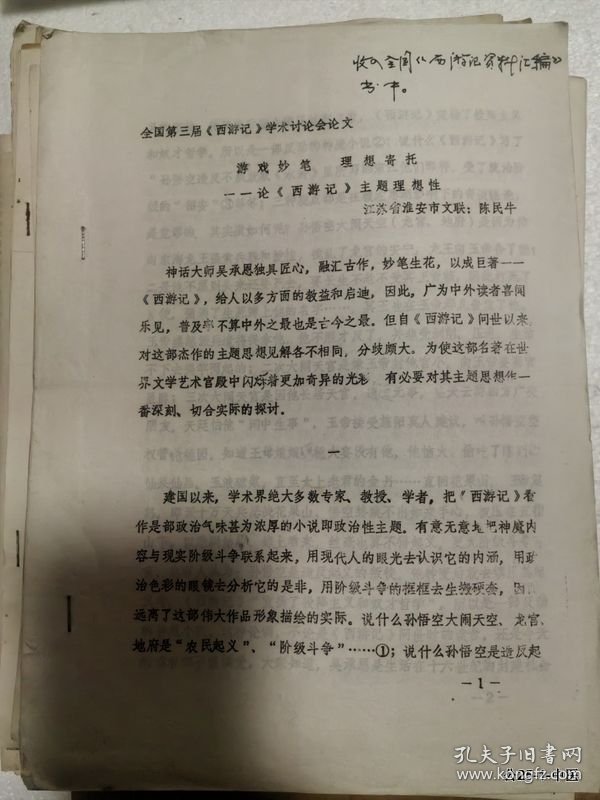 收入全国《西游记资料汇编》
书中。
全国第三届《西游记》学术讨论会论文
游戏妙笔 理想寄托
——论《西游记》主题理想性
江苏省淮安市文联:陈民牛
神话大师吴承恩独具匠心,融汇古作,妙笔生花,以成巨著——
《西游记》,给人以多方面的教益和启迪,因此,广为中外读者喜闻
乐见,普及率不算中外之最也是古今之最。但自《西游记》问世以来,
对这部杰作的主题思想见解各不相同,分歧颇大。为使这部名著在世
界文学艺术宫殿中闪烁着更加奇异的光彩 有必要对其主题思想作一
番深刻、切合实际的探讨。
一
建国以来,学术界绝大多数专家、教授、学者,把《西游记》看
作是部政治气味甚为浓厚的小说即政治性主题。有意无意地把神魔内
容与现实阶级斗争联系起来,用现代人的眼光去认识它的内涵,用政
治色彩的眼镜去分析它的是非,用阶级斗争的框框去生搬硬套,
远离了这部伟大作品形象描绘的实际。说什么孙悟空大闹天空、龙宫、
地府是“农民起义”、“阶级斗争”……①;说什么孙悟空是造反起
—1—
—2—
孔夫子旧书网
www.kongfz.com